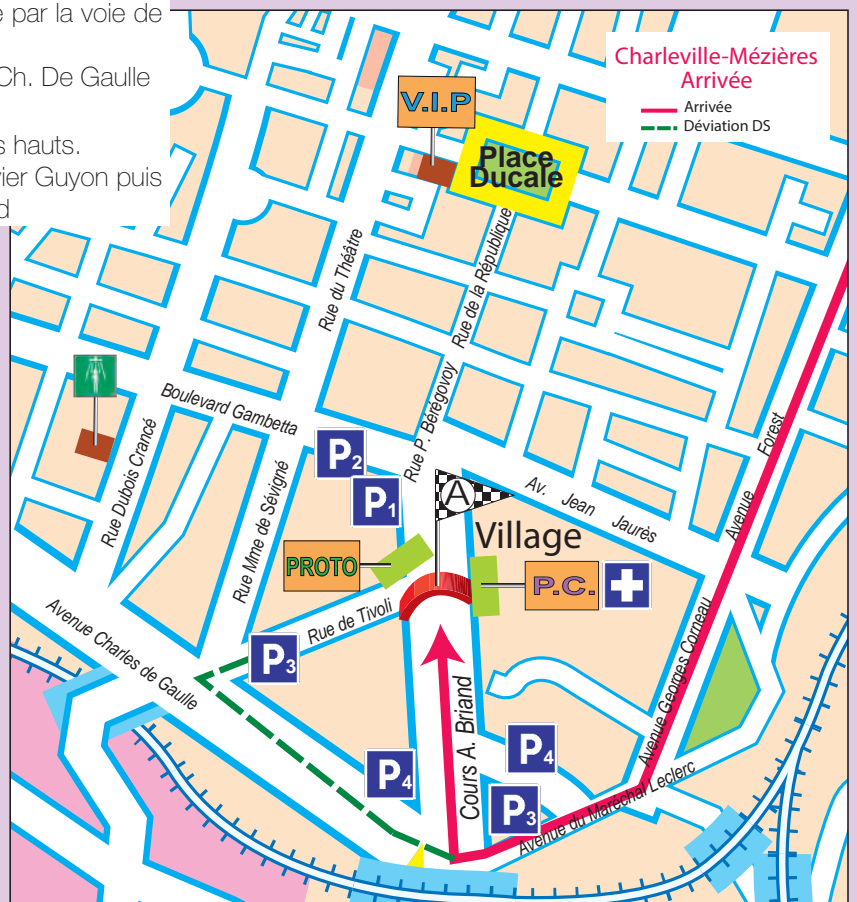 par la voie de
Ch. De Gaulle
s hauts.
vier Guyon puis
d
Charleville-Mézières
Arrivée
Arrivée
Déviation DS
V.I.P
Place
Ducale
Rue du Théâtre
Rue de la République
Rue P. Bérégovoy
Boulevard Gambetta
Rue Dubois Crancé
Rue Mme de Sévigné
P2
P1
A
Av. Jean Jaurès
Avenue Forest
Village
PROTO
P.C.
Rue de Tivoli
Avenue Charles de Gaulle
P3
Cours A. Briand
Avenue Georges Corneau
P4
P4
P3
Avenue du Maréchal Leclerc